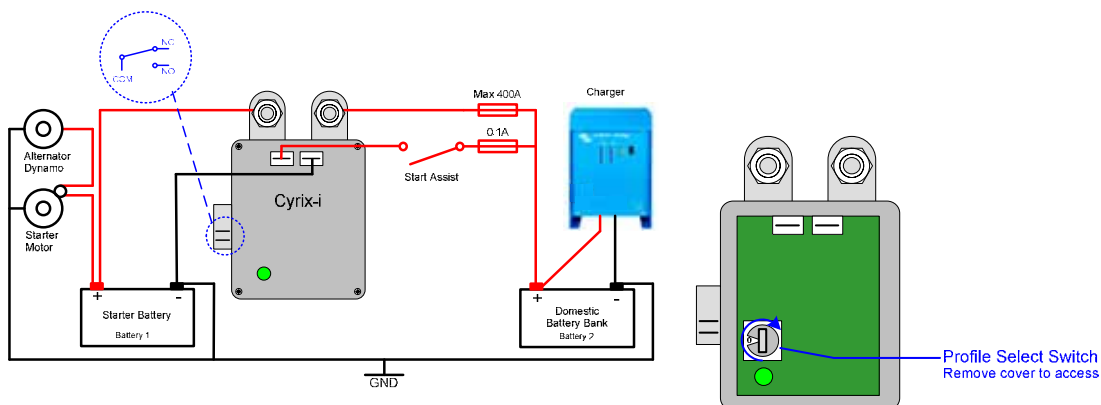 NC
NO
COM
Max 400A
Charger
0.1A
Alternator
Dynamo
Start Assist
Cyrix-i
Starter
Motor
+
-
Starter Battery
Battery 1
+
-
Domestic
Battery Bank
Battery 2
GND
0
Profile Select Switch
Remove cover to access